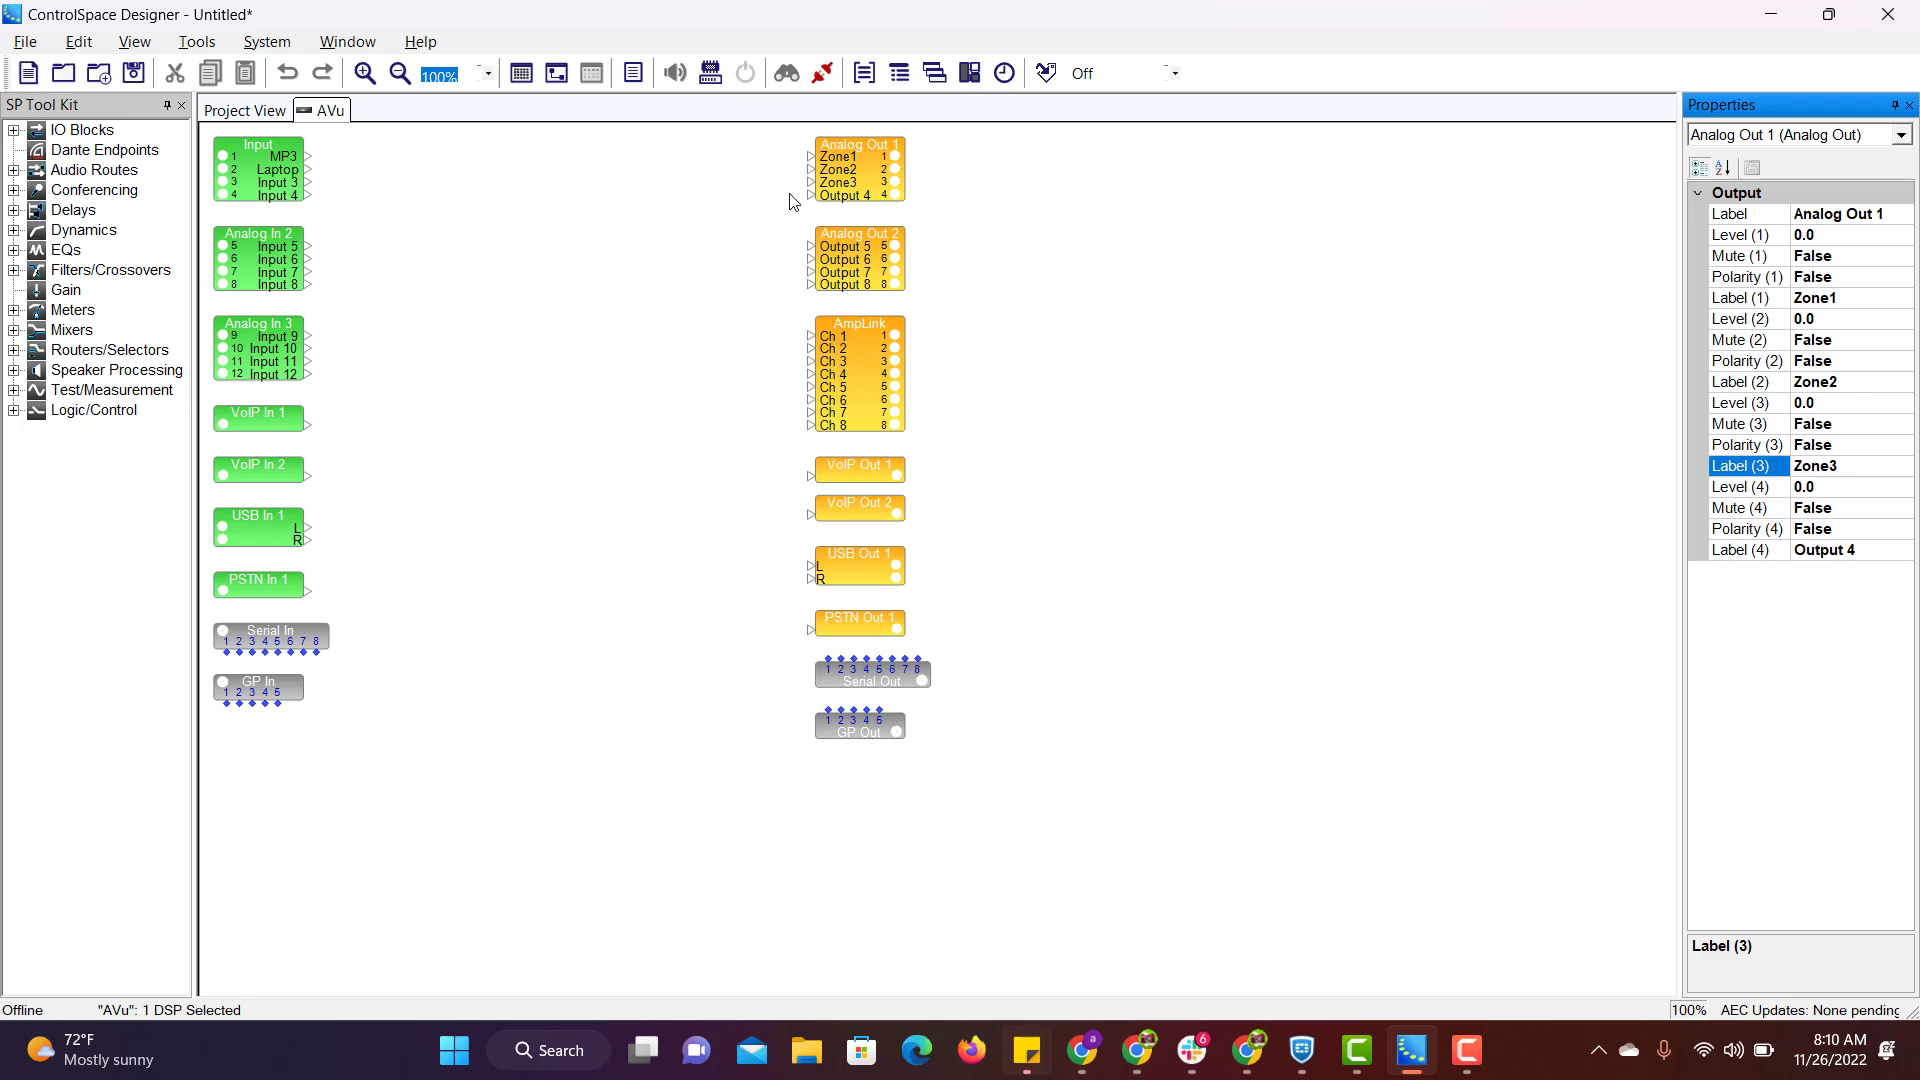 ControlSpace Designer - Untitled*
File Edit View Tools System Window Help
100% Off
SP Tool Kit
IO Blocks
Dante Endpoints
Audio Routes
Conferencing
Delays
Dynamics
EQs
Filters/Crossovers
Gain
Meters
Mixers
Routers/Selectors
Speaker Processing
Test/Measurement
Logic/Control
Project View AVu
Input
1 MP3
2 Laptop
3 Input 3
4 Input 4
Analog In 2
5 Input 5
6 Input 6
7 Input 7
8 Input 8
Analog In 3
9 Input 9
10 Input 10
11 Input 11
12 Input 12
VoIP In 1
VoIP In 2
USB In 1
L
R
PSTN In 1
Serial In
1 2 3 4 5 6 7 8
GP In
1 2 3 4 5
Analog Out 1
Zone1 1
Zone2 2
Zone3 3
Output 4 4
Analog Out 2
Output 5 5
Output 6 6
Output 7 7
Output 8 8
AmpLink
Ch 1 1
Ch 2 2
Ch 3 3
Ch 4 4
Ch 5 5
Ch 6 6
Ch 7 7
Ch 8 8
VoIP Out 1
VoIP Out 2
USB Out 1
L
R
PSTN Out 1
1 2 3 4 5 6 7 8
Serial Out
1 2 3 4 5
GP Out
Properties
Analog Out 1 (Analog Out)
Output
Label Analog Out 1
Level (1) 0.0
Mute (1) False
Polarity (1) False
Label (1) Zone1
Level (2) 0.0
Mute (2) False
Polarity (2) False
Label (2) Zone2
Level (3) 0.0
Mute (3) False
Polarity (3) False
Label (3) Zone3
Level (4) 0.0
Mute (4) False
Polarity (4) False
Label (4) Output 4
Label (3)
Offline "AVu": 1 DSP Selected 100% AEC Updates: None pending
72°F
Mostly sunny
Search
6
8:10 AM
11/26/2022